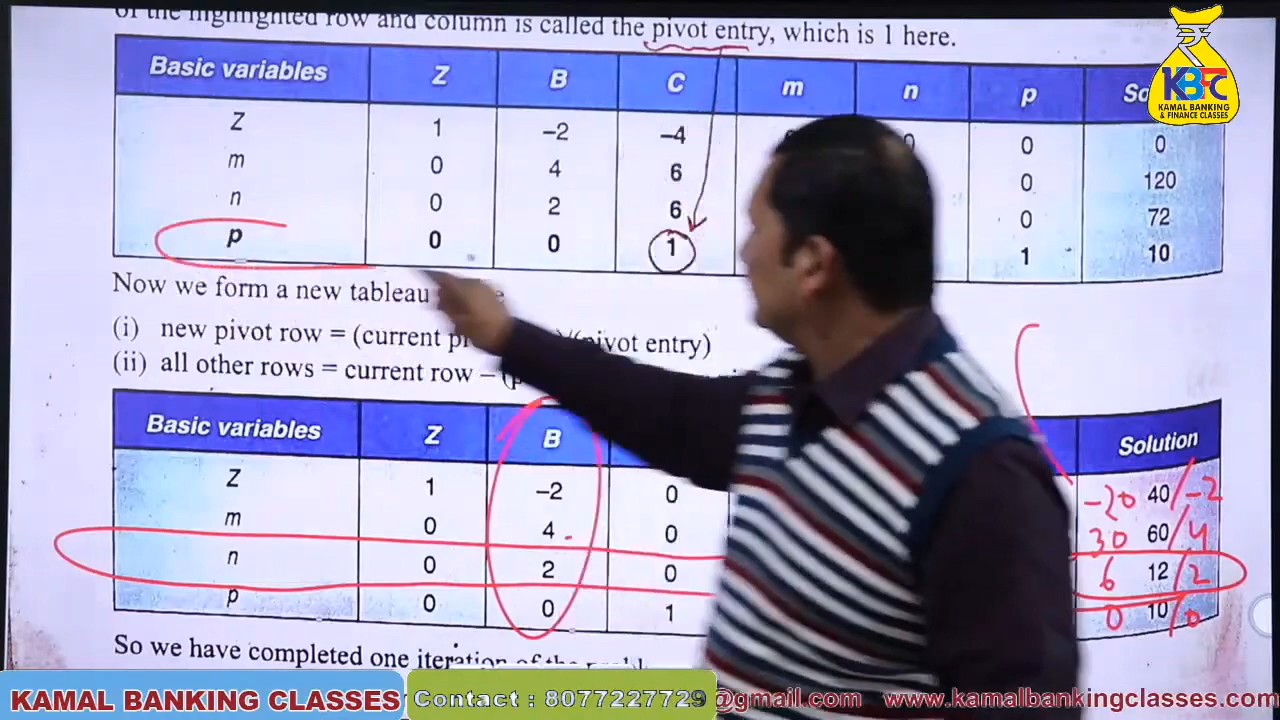 of the highlighted row and column is called the pivot entry, which is 1 here.
Basic variables Z B C m n p
Z 1 –2 –4 0 0
m 0 4 6 0 120
n 0 2 6 0 72
p 0 0 1 1 10
KBFC
KAMAL BANKING
& FINANCE CLASSES
Now we form a new tableau
(i) new pivot row = (current pivot entry)
(ii) all other rows = current row –
Basic variables Z B Solution
Z 1 –2 0 -20 40/-2
m 0 4 0 30 60/4
n 0 2 0 6 12/2
p 0 0 1 0 10/0
So we have completed one iteration of the
KAMAL BANKING CLASSES Contact : 8077227729 @gmail.com www.kamalbankingclasses.com